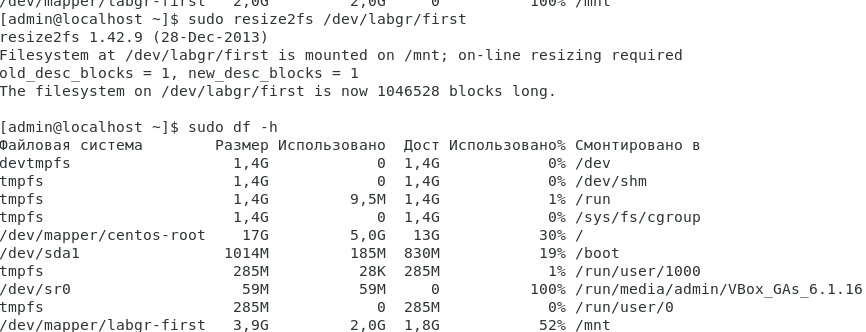 /dev/mapper/labgr-first   2,0G         2,0G     0          100% /mnt
[admin@localhost ~]$ sudo resize2fs /dev/labgr/first
resize2fs 1.42.9 (28-Dec-2013)
Filesystem at /dev/labgr/first is mounted on /mnt; on-line resizing required
old_desc_blocks = 1, new_desc_blocks = 1
The filesystem on /dev/labgr/first is now 1046528 blocks long.
[admin@localhost ~]$ sudo df -h
Файловая система        Размер Использовано  Дост Использовано% Смонтировано в
devtmpfs                  1,4G            0  1,4G            0% /dev
tmpfs                     1,4G            0  1,4G            0% /dev/shm
tmpfs                     1,4G         9,5M  1,4G            1% /run
tmpfs                     1,4G            0  1,4G            0% /sys/fs/cgroup
/dev/mapper/centos-root    17G         5,0G   13G           30% /
/dev/sda1                1014M         185M  830M           19% /boot
tmpfs                     285M          28K  285M            1% /run/user/1000
/dev/sr0                   59M          59M     0          100% /run/media/admin/VBox_GAs_6.1.16
tmpfs                     285M            0  285M            0% /run/user/0
/dev/mapper/labgr-first   3,9G         2,0G  1,8G           52% /mnt